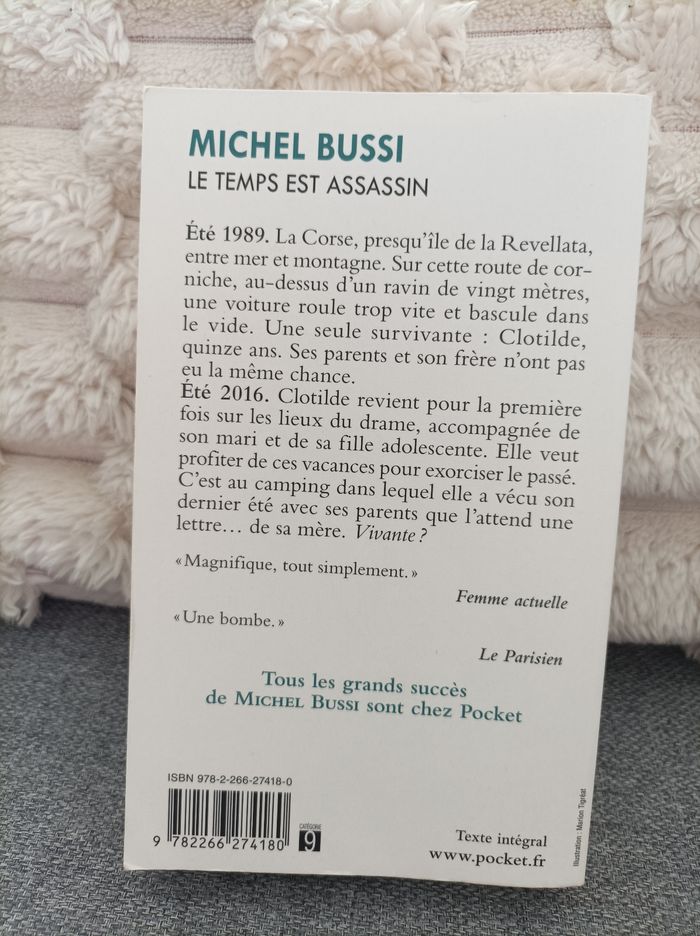 MICHEL BUSSI
LE TEMPS EST ASSASSIN
Été 1989. La Corse, presqu'île de la Revellata,
entre mer et montagne. Sur cette route de cor-
niche, au-dessus d'un ravin de vingt mètres,
une voiture roule trop vite et bascule dans
le vide. Une seule survivante : Clotilde,
quinze ans. Ses parents et son frère n'ont pas
eu la même chance.
Été 2016. Clotilde revient pour la première
fois sur les lieux du drame, accompagnée de
son mari et de sa fille adolescente. Elle veut
profiter de ces vacances pour exorciser le passé.
C'est au camping dans lequel elle a vécu son
dernier été avec ses parents que l'attend une
lettre… de sa mère. Vivante ?
« Magnifique, tout simplement. »
Femme actuelle
« Une bombe. »
Le Parisien
Tous les grands succès
de MICHEL BUSSI sont chez Pocket
ISBN 978-2-266-27418-0
9 782266 274180
CATÉGORIE
9
Texte intégral
www.pocket.fr
Illustration : Marion Tigréat